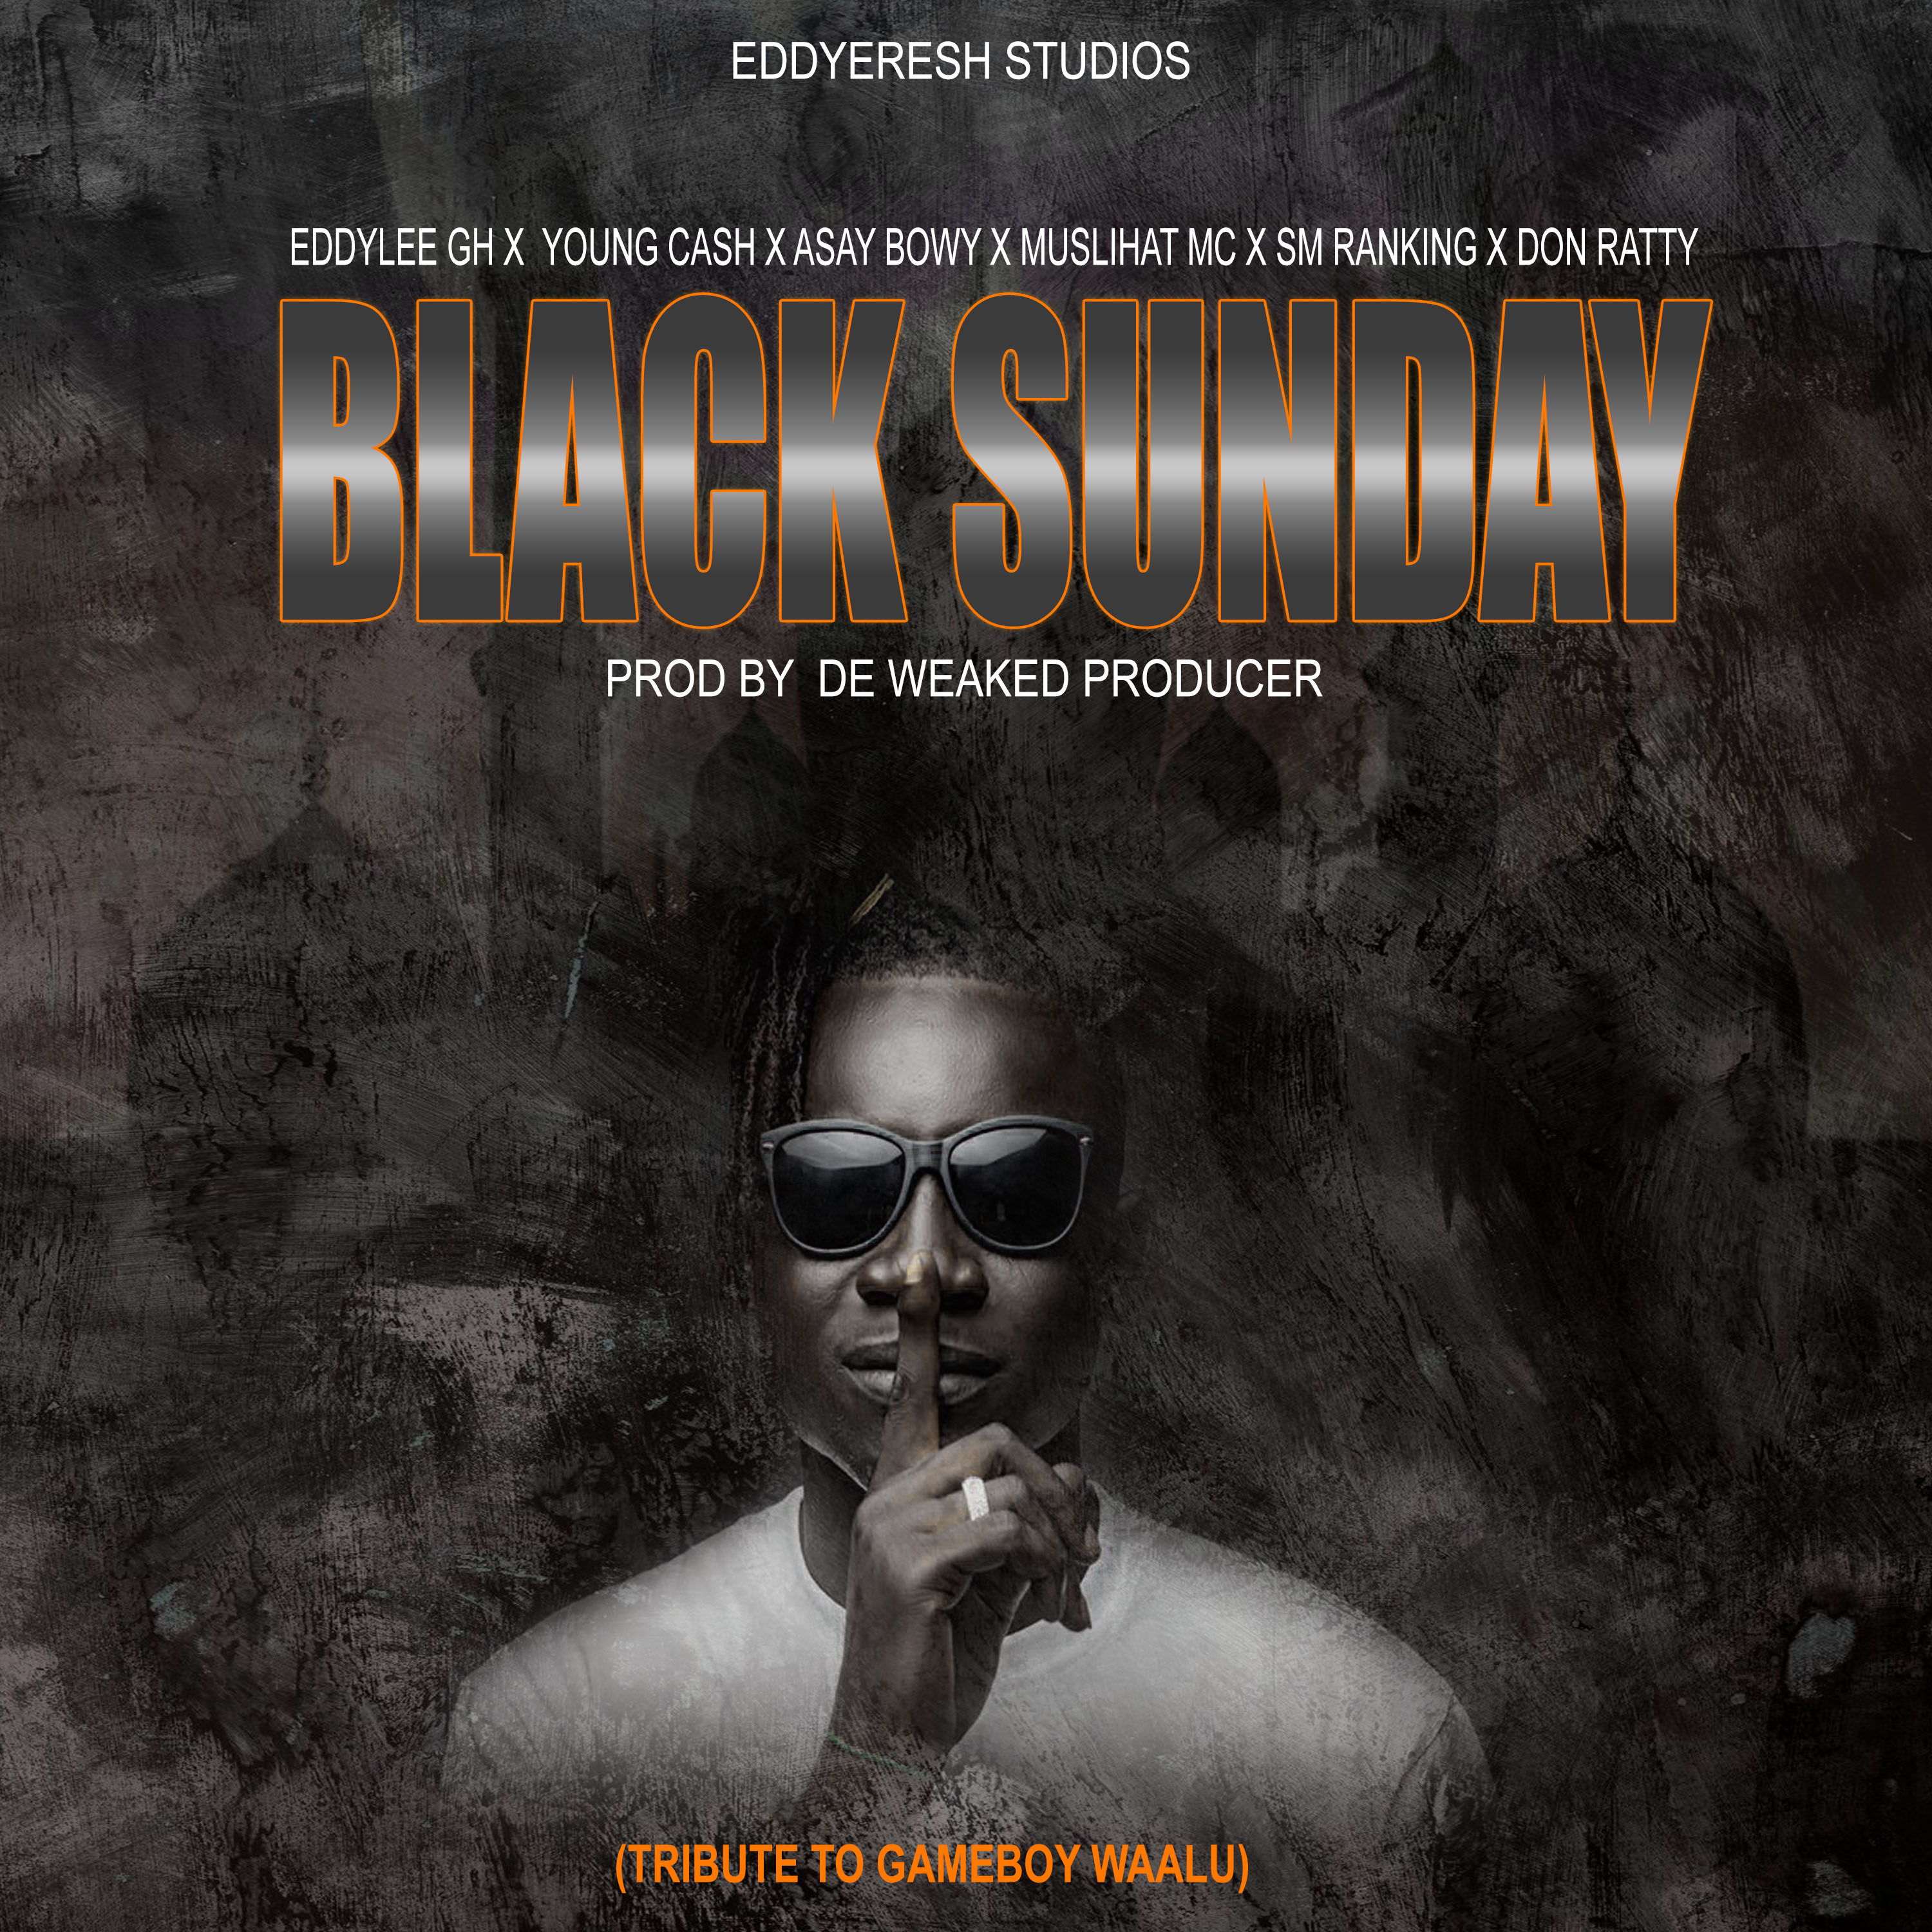 EDDYERESH STUDIOS
EDDYLEE GH X YOUNG CASH X ASAY BOWY X MUSLIHAT MC X SM RANKING X DON RATTY
BLACK SUNDAY
PROD BY DE WEAKED PRODUCER
(TRIBUTE TO GAMEBOY WAALU)